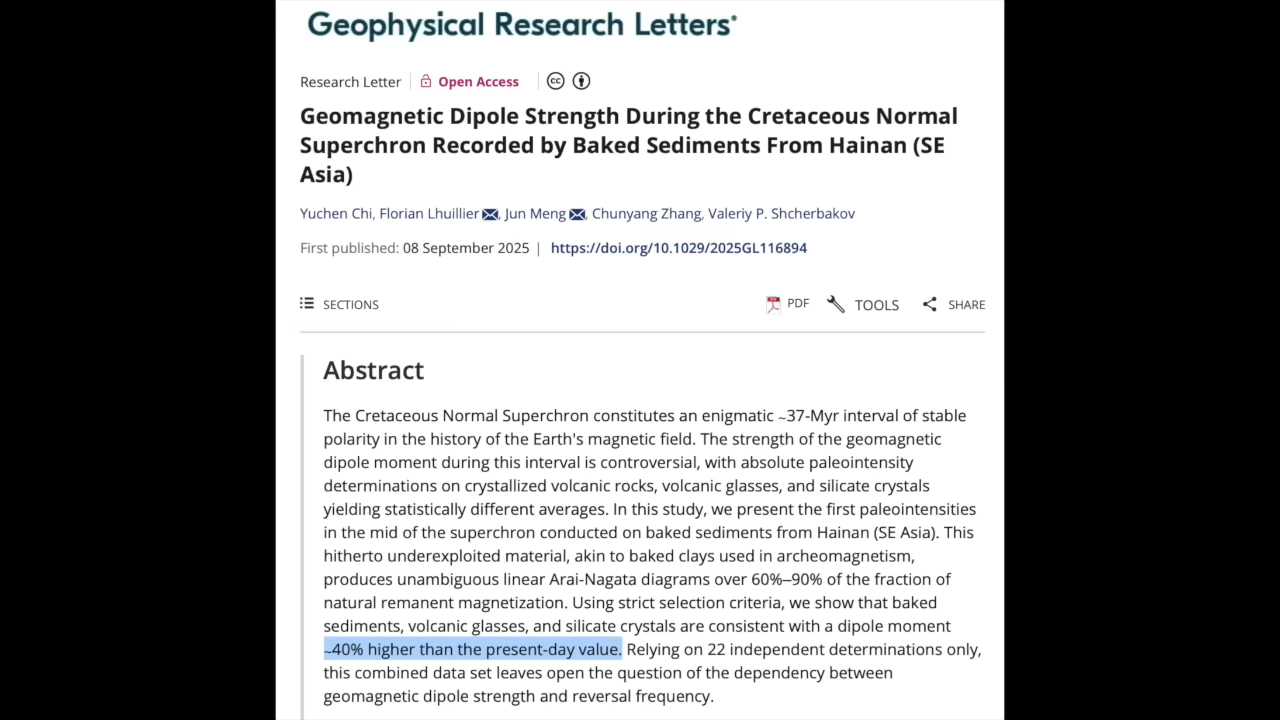 Geophysical Research Letters®
Research Letter | Open Access | cc
Geomagnetic Dipole Strength During the Cretaceous Normal
Superchron Recorded by Baked Sediments From Hainan (SE
Asia)
Yuchen Chi, Florian Lhuillier, Jun Meng, Chunyang Zhang, Valeriy P. Shcherbakov
First published: 08 September 2025 | https://doi.org/10.1029/2025GL116894
SECTIONS PDF TOOLS SHARE
Abstract
The Cretaceous Normal Superchron constitutes an enigmatic ~37-Myr interval of stable
polarity in the history of the Earth's magnetic field. The strength of the geomagnetic
dipole moment during this interval is controversial, with absolute paleointensity
determinations on crystallized volcanic rocks, volcanic glasses, and silicate crystals
yielding statistically different averages. In this study, we present the first paleointensities
in the mid of the superchron conducted on baked sediments from Hainan (SE Asia). This
hitherto underexploited material, akin to baked clays used in archeomagnetism,
produces unambiguous linear Arai-Nagata diagrams over 60%–90% of the fraction of
natural remanent magnetization. Using strict selection criteria, we show that baked
sediments, volcanic glasses, and silicate crystals are consistent with a dipole moment
~40% higher than the present-day value. Relying on 22 independent determinations only,
this combined data set leaves open the question of the dependency between
geomagnetic dipole strength and reversal frequency.